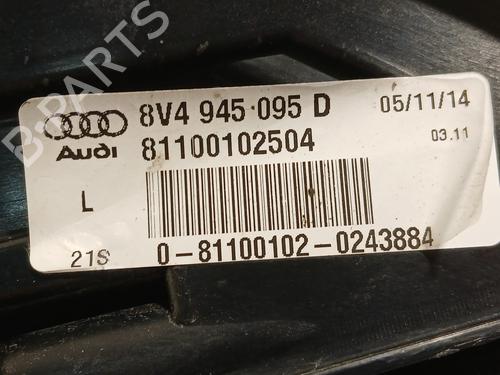 B-PARTS
8V4 945 095 D 05/11/14
Audi 81100102504 03.11
L
21S 0-81100102-0243884